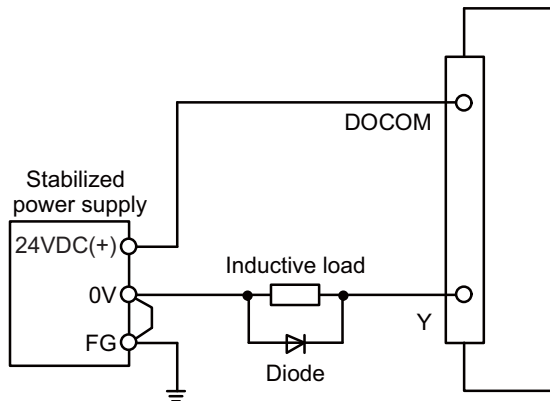 DOCOM
Stabilized
power supply
24VDC(+)
Inductive load
0V
Y
FG
Diode